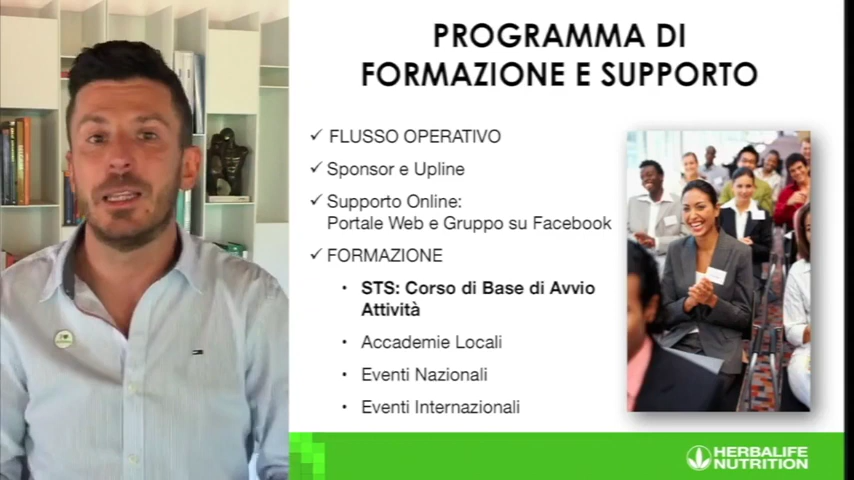 PROGRAMMA DI
FORMAZIONE E SUPPORTO
FLUSSO OPERATIVO
Sponsor e Upline
Supporto Online:
Portale Web e Gruppo su Facebook
FORMAZIONE
STS: Corso di Base di Avvio
Attività
Accademie Locali
Eventi Nazionali
Eventi Internazionali
HERBALIFE
NUTRITION